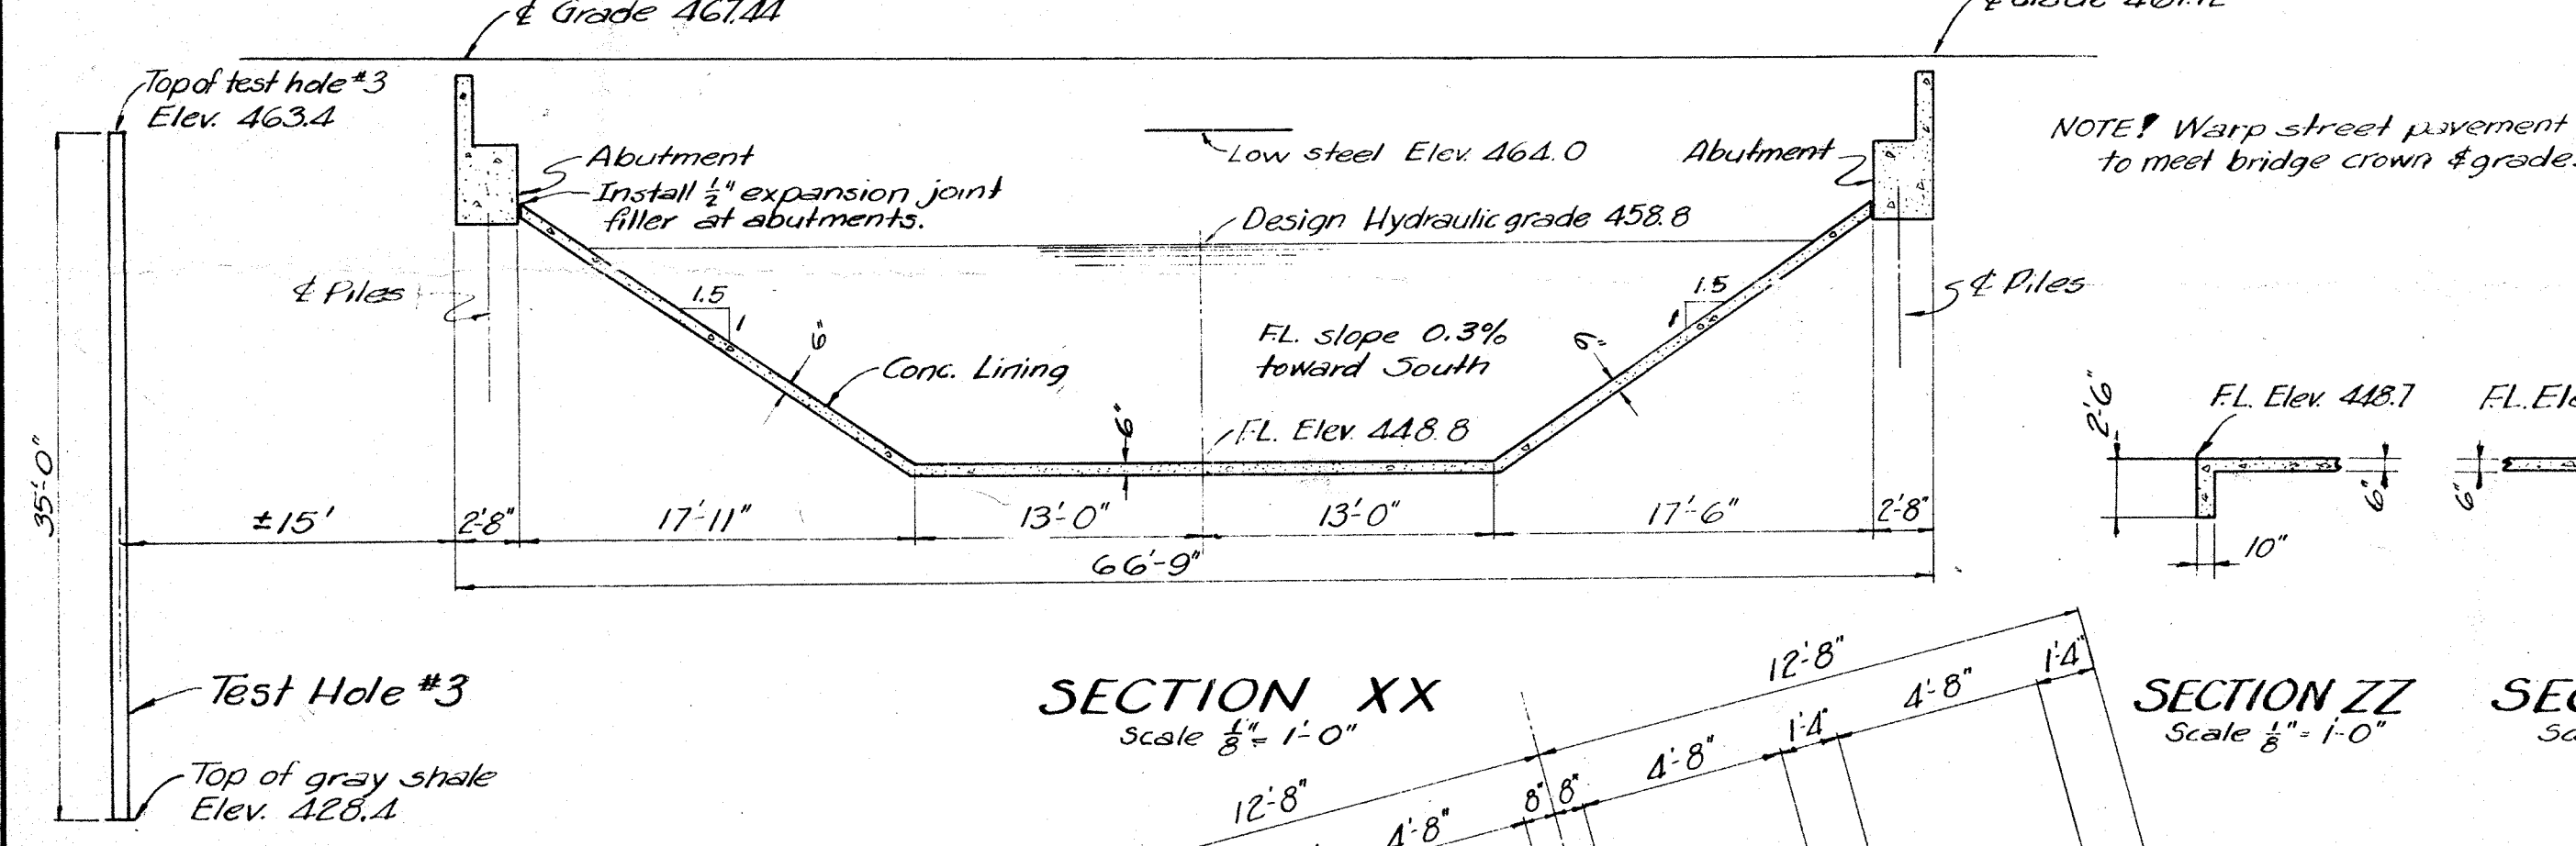 ℄ Grade 467.44
Top of test hole #3
Elev. 463.4
Abutment
Install ½" expansion joint
filler at abutments.
Low steel Elev. 464.0
Abutment
NOTE! Warp street pavement
to meet bridge crown & grade.
Design Hydraulic grade 458.8
℄ Piles
1.5
1
6"
Conc. Lining
F.L. slope 0.3%
toward South
1.5
1
6"
℄ Piles
6"
F.L. Elev. 448.8
2'-6"
F.L. Elev. 448.7
6"
6"
10"
35'-0"
±15'
2'-8"
17'-11"
13'-0"
13'-0"
17'-6"
2'-8"
66'-9"
Test Hole #3
Top of gray shale
Elev. 428.4
SECTION XX
Scale ⅛" = 1'-0"
12'-8"
1'-4"
4'-8"
1'-4"
4'-8"
8"
8"
12'-8"
4'-8"
SECTION ZZ
Scale ⅛" = 1'-0"